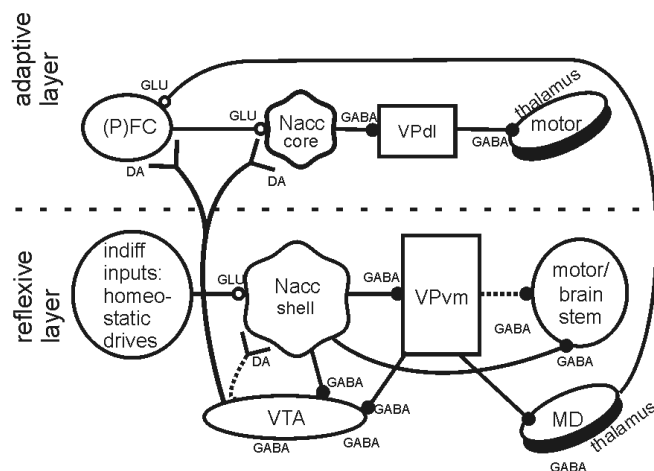 adaptive
layer
GLU
(P)FC
DA
GLU
Nacc
core
DA
GABA
VPdl
GABA
thalamus
motor
reflexive
layer
indiff
inputs:
homeo-
static
drives
GLU
Nacc
shell
DA
GABA
VPvm
GABA
motor/
brain
stem
GABA
GABA
GABA
VTA
GABA
GABA
MD
thalamus
GABA